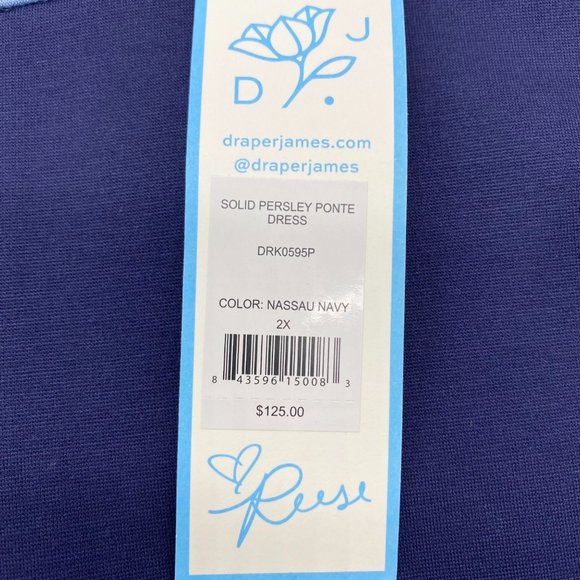 J
D
draperjames.com
@draperjames
SOLID PERSLEY PONTE
DRESS
DRK0595P
COLOR: NASSAU NAVY
2X
8 43596 15008 3
$125.00
Reese